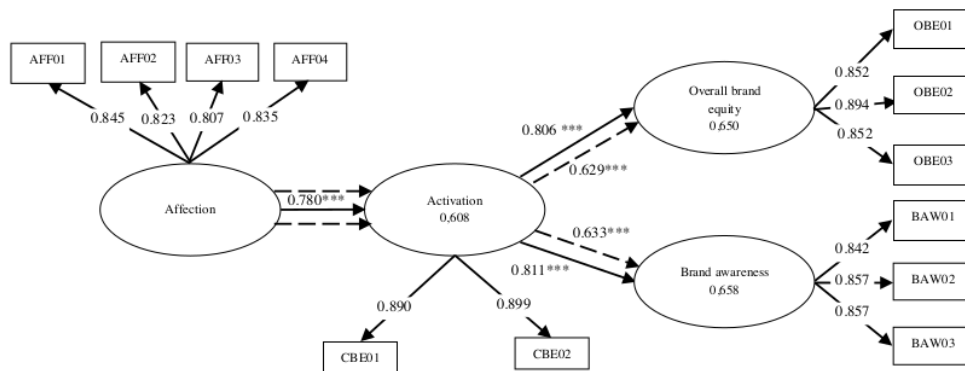 OBE01
AFF01 AFF02 AFF03 AFF04
0.852
Overall brand
equity
0,650
OBE02
0.894
0.845 0.823 0.807 0.835
0.806 ***
0.852
0.629***
OBE03
Affection
0.780***
Activation
0,608
BAW01
0.633***
0.842
0.811***
Brand awareness
0,658
0.857
BAW02
0.890 0.899
0.857
CBE01 CBE02
BAW03